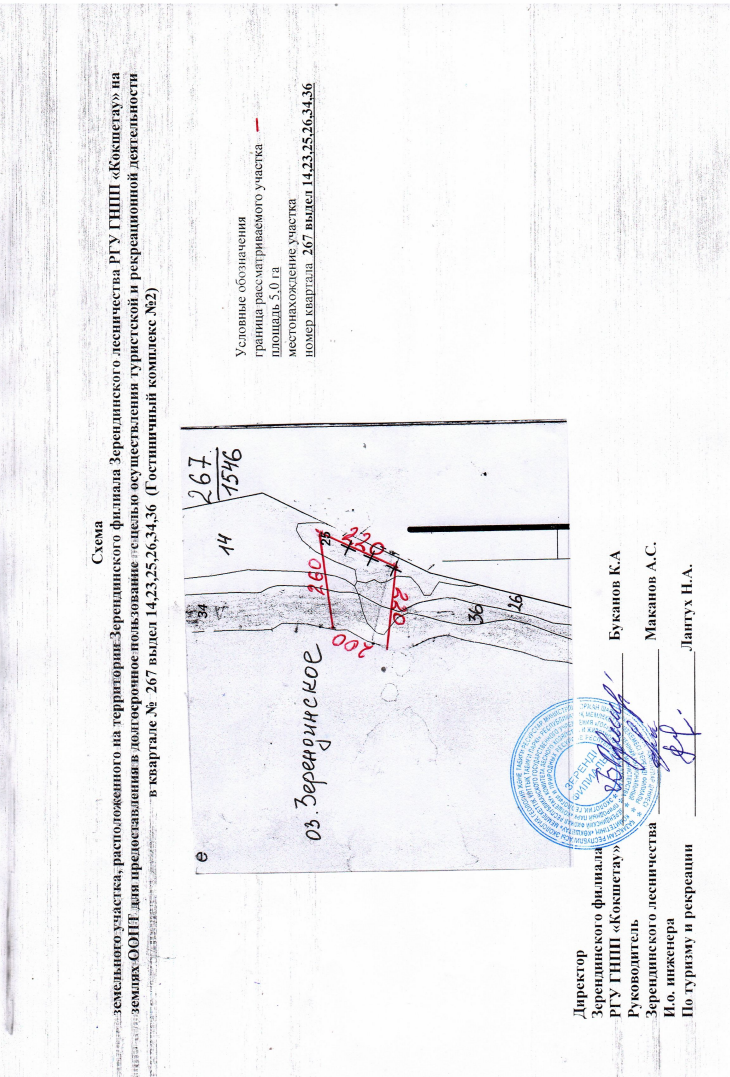 Схема
земельного участка, расположенного на территории Зерендинского филиала Зерендинского лесничества РГУ ГНПП «Кокшетау» на
землях ООПТ для предоставления в долгосрочное пользование с целью осуществления туристской и рекреационной деятельности
в квартале № 267 выдел 14,23,25,26,34,36 (Гостиничный комплекс №2)
Условные обозначения
граница рассматриваемого участка
площадь 5,0 га
местонахождение участка
номер квартала 267 выдел 14,23,25,26,34,36
267
1546
14
34
25
260
220
200
220
36
26
оз. Зерендинское
е
Директор
Зерендинского филиала
РГУ ГНПП «Кокшетау» Буканов К.А
Руководитель
Зерендинского лесничества Маканов А.С.
И.о. инженера
По туризму и рекреации Лантух Н.А.